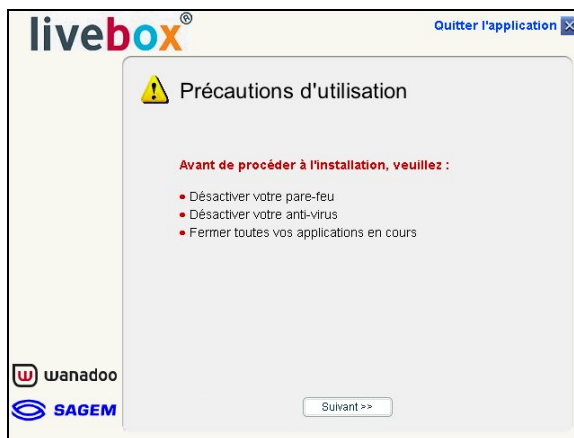 livebox®
Quitter l'application
Précautions d'utilisation
Avant de procéder à l'installation, veuillez :
• Désactiver votre pare-feu
• Désactiver votre anti-virus
• Fermer toutes vos applications en cours
wanadoo
SAGEM
Suivant >>